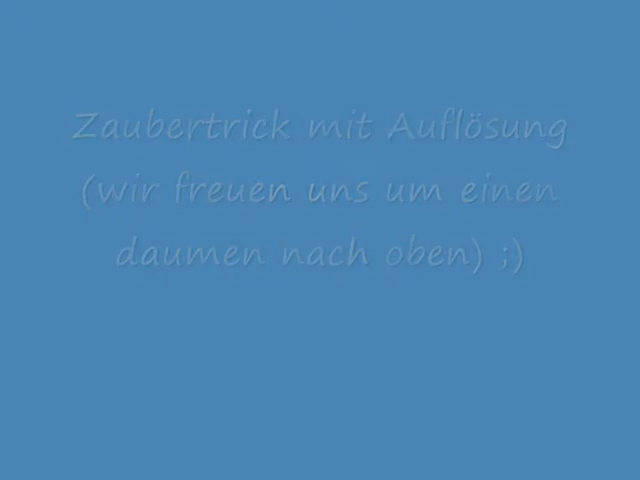 Zaubertrick mit Auflösung
(wir freuen uns um einen
daumen nach oben) ;)